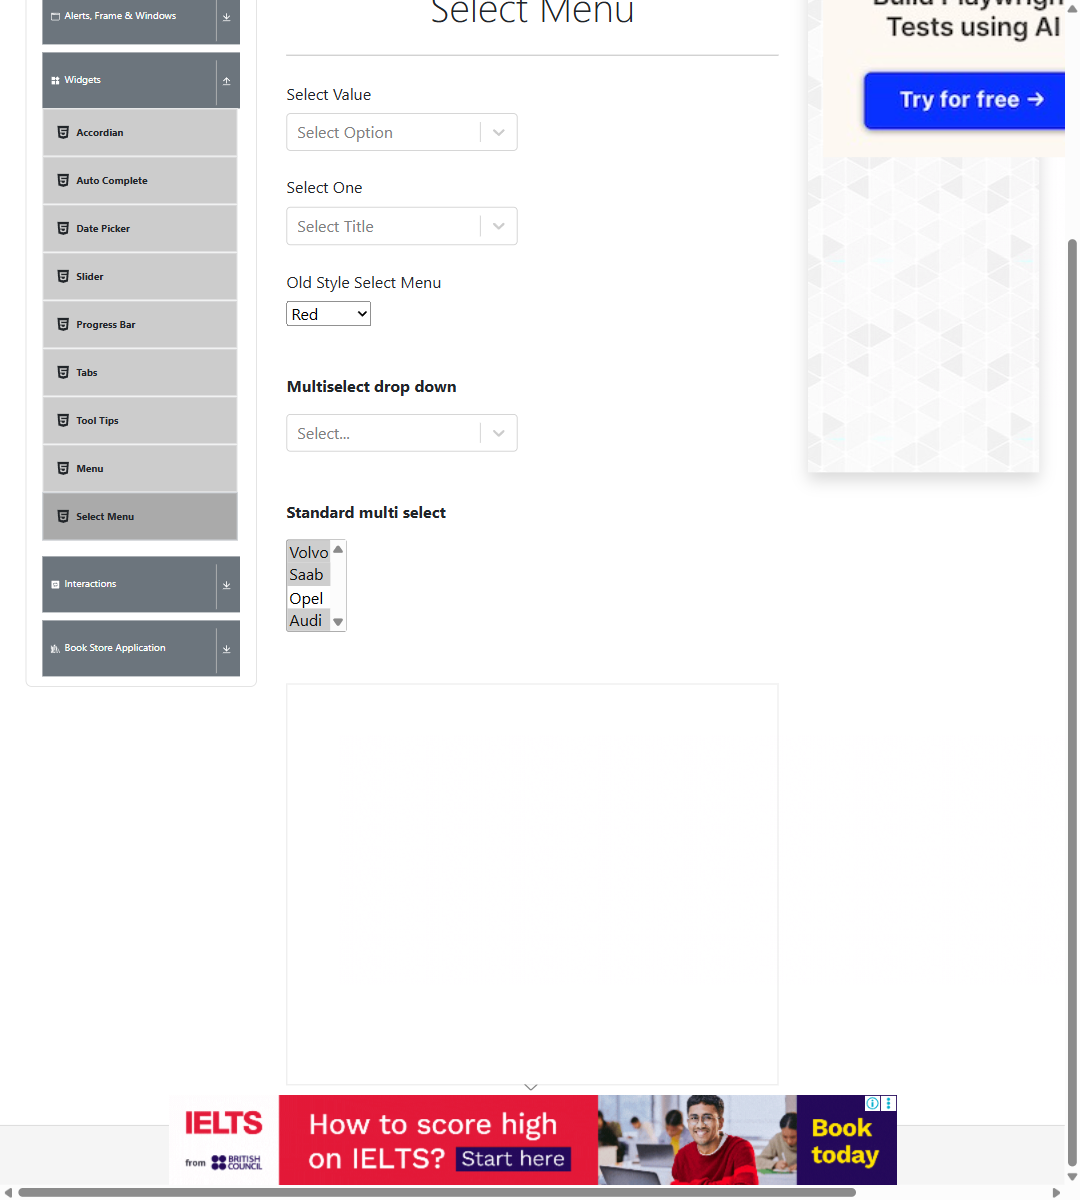 Alerts, Frame & Windows
Widgets
Accordian
Auto Complete
Date Picker
Slider
Progress Bar
Tabs
Tool Tips
Menu
Select Menu
Interactions
Book Store Application
Select Menu
Select Value
Select Option
Select One
Select Title
Old Style Select Menu
Red
Multiselect drop down
Select...
Standard multi select
Volvo
Saab
Opel
Audi
Build Playwrigh
Tests using AI
Try for free →
IELTS
from BRITISH COUNCIL
How to score high
on IELTS? Start here
Book
today